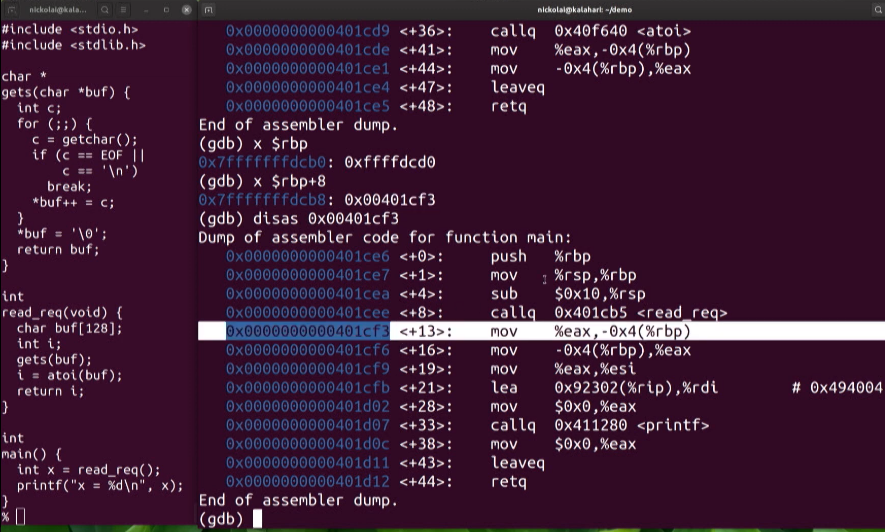 nickolai@kala...
#include <stdio.h>
#include <stdlib.h>
char *
gets(char *buf) {
int c;
for (;;) {
c = getchar();
if (c == EOF ||
c == '\n')
break;
*buf++ = c;
}
*buf = '\0';
return buf;
}
int
read_req(void) {
char buf[128];
int i;
gets(buf);
i = atoi(buf);
return i;
}
int
main() {
int x = read_req();
printf("x = %d\n", x);
}
%
nickolai@kalahari: ~/demo
0x0000000000401cd9 <+36>: callq 0x40f640 <atoi>
0x0000000000401cde <+41>: mov %eax,-0x4(%rbp)
0x0000000000401ce1 <+44>: mov -0x4(%rbp),%eax
0x0000000000401ce4 <+47>: leaveq
0x0000000000401ce5 <+48>: retq
End of assembler dump.
(gdb) x $rbp
0x7fffffffdcb0: 0xffffdcd0
(gdb) x $rbp+8
0x7fffffffdcb8: 0x00401cf3
(gdb) disas 0x00401cf3
Dump of assembler code for function main:
0x0000000000401ce6 <+0>: push %rbp
0x0000000000401ce7 <+1>: mov %rsp,%rbp
0x0000000000401cea <+4>: sub $0x10,%rsp
0x0000000000401cee <+8>: callq 0x401cb5 <read_req>
0x0000000000401cf3 <+13>: mov %eax,-0x4(%rbp)
0x0000000000401cf6 <+16>: mov -0x4(%rbp),%eax
0x0000000000401cf9 <+19>: mov %eax,%esi
0x0000000000401cfb <+21>: lea 0x92302(%rip),%rdi # 0x494004
0x0000000000401d02 <+28>: mov $0x0,%eax
0x0000000000401d07 <+33>: callq 0x411280 <printf>
0x0000000000401d0c <+38>: mov $0x0,%eax
0x0000000000401d11 <+43>: leaveq
0x0000000000401d12 <+44>: retq
End of assembler dump.
(gdb)